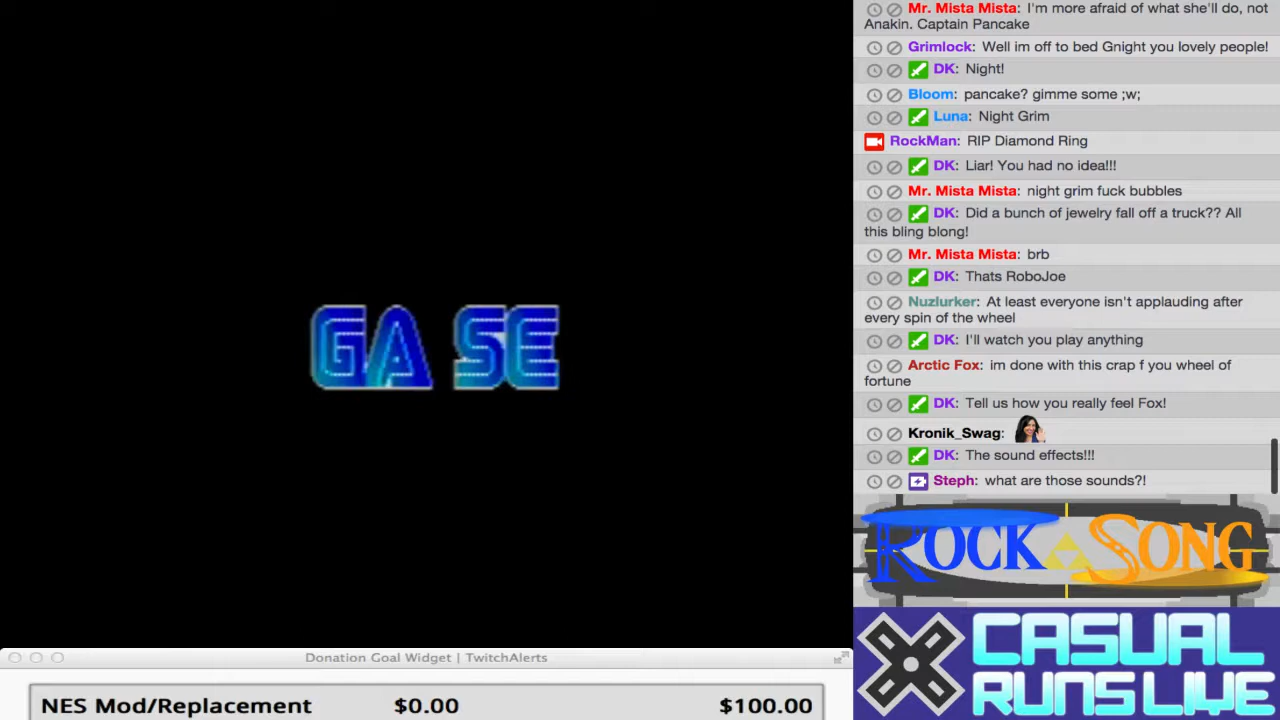 GA SE
Mr. Mista Mista: I'm more afraid of what she'll do, not
Anakin. Captain Pancake
Grimlock: Well im off to bed Gnight you lovely people!
DK: Night!
Bloom: pancake? gimme some ;w;
Luna: Night Grim
RockMan: RIP Diamond Ring
DK: Liar! You had no idea!!!
Mr. Mista Mista: night grim fuck bubbles
DK: Did a bunch of jewelry fall off a truck?? All
this bling blong!
Mr. Mista Mista: brb
DK: Thats RoboJoe
Nuzlurker: At least everyone isn't applauding after
every spin of the wheel
DK: I'll watch you play anything
Arctic Fox: im done with this crap f you wheel of
fortune
DK: Tell us how you really feel Fox!
Kronik_Swag:
DK: The sound effects!!!
Steph: what are those sounds?!
ROCK SONG
CASUAL
RUNS LIVE
Donation Goal Widget | TwitchAlerts
NES Mod/Replacement $0.00 $100.00